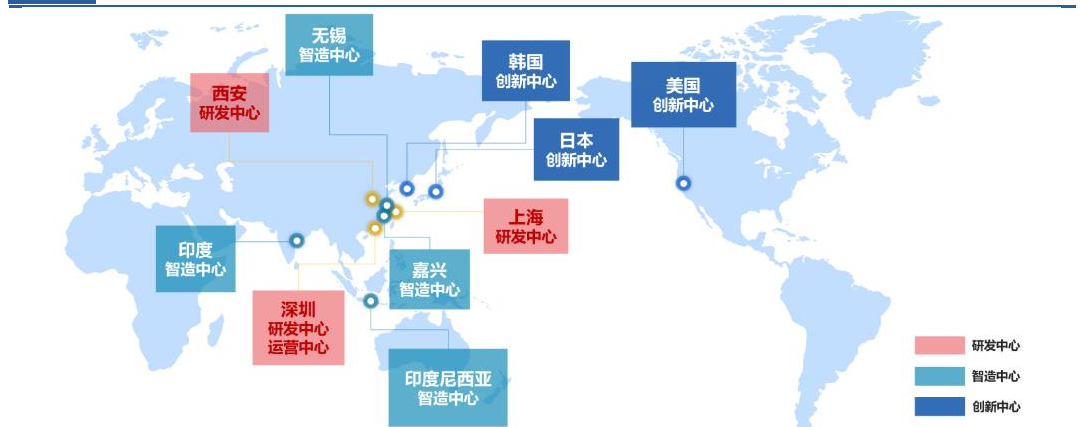 无锡
智造中心
韩国
创新中心
美国
创新中心
西安
研发中心
日本
创新中心
上海
研发中心
印度
智造中心
嘉兴
智造中心
深圳
研发中心
运营中心
印度尼西亚
智造中心
研发中心
智造中心
创新中心